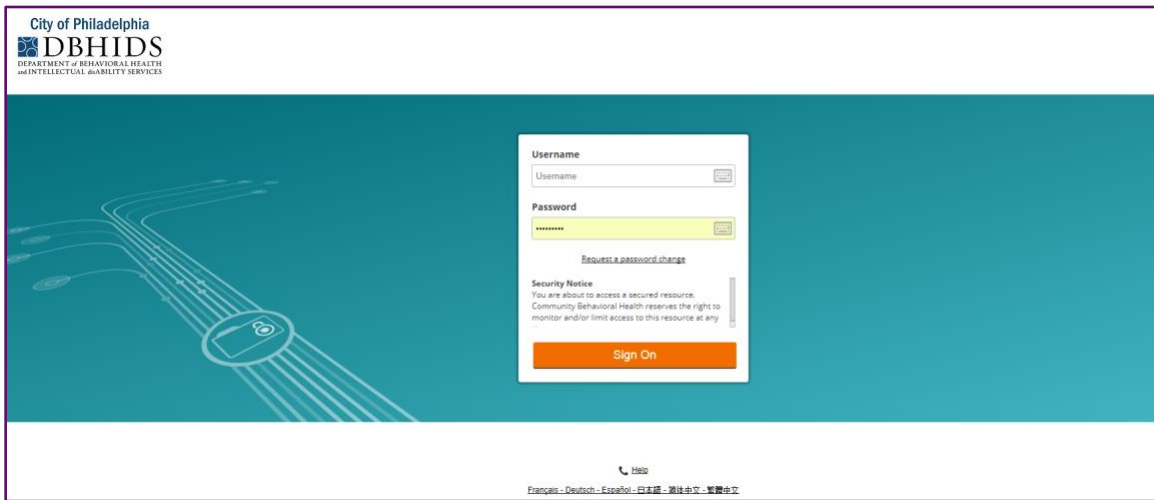 City of Philadelphia
DBHIDS
DEPARTMENT of BEHAVIORAL HEALTH
and INTELLECTUAL disABILITY SERVICES
Username
Username
Password
•••••••••
Request a password change
Security Notice
You are about to access a secured resource.
Community Behavioral Health reserves the right to
monitor and/or limit access to this resource at any
Sign On
Help
Français - Deutsch - Español - 日本語 - 简体中文 - 繁體中文